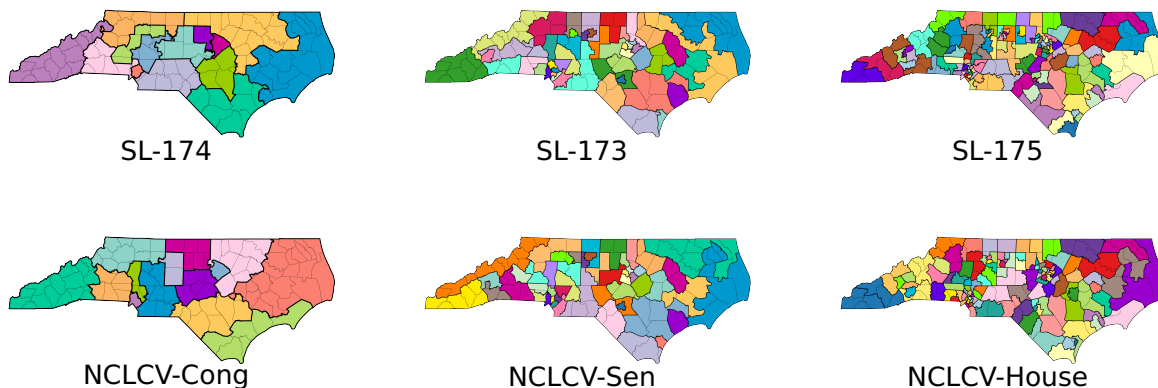 SL-174
SL-173
SL-175
NCLCV-Cong
NCLCV-Sen
NCLCV-House